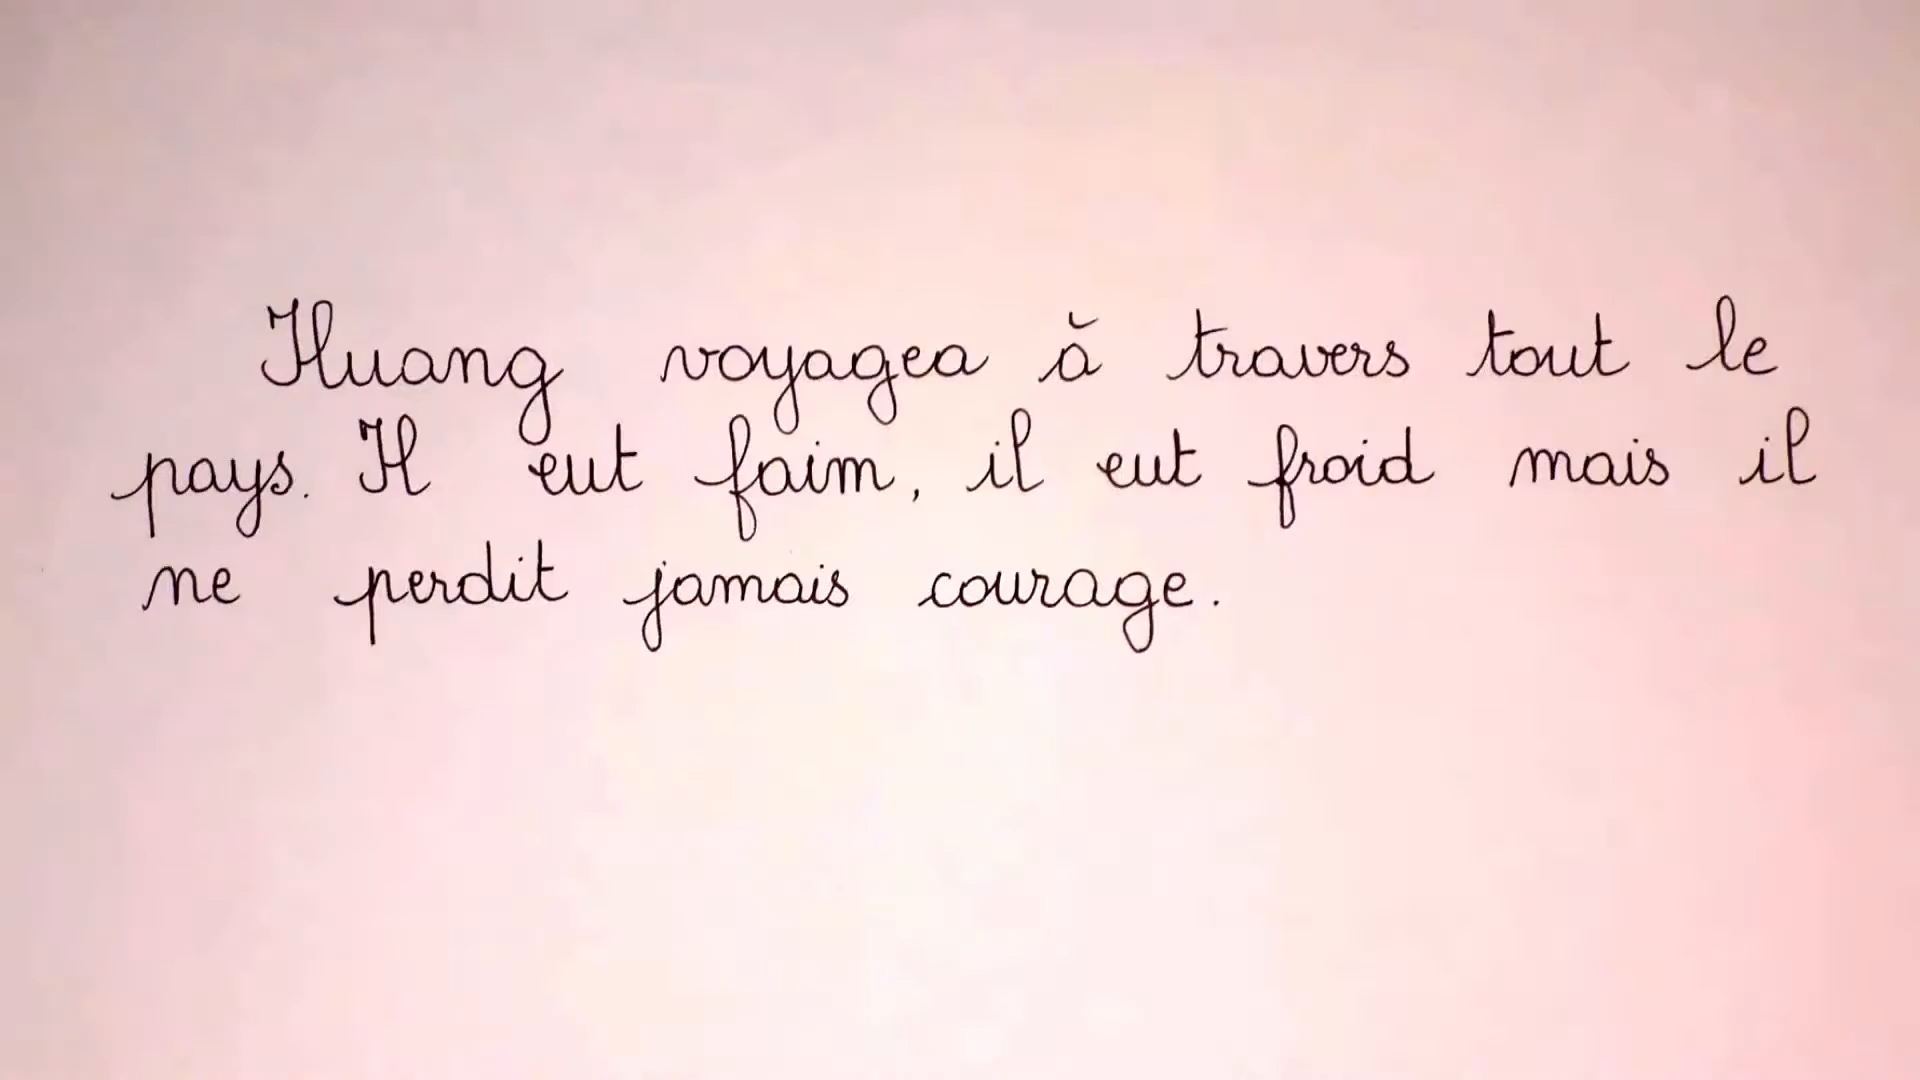 Huang voyagea à travers tout le
pays. Il eut faim, il eut froid mais il
ne perdit jamais courage.